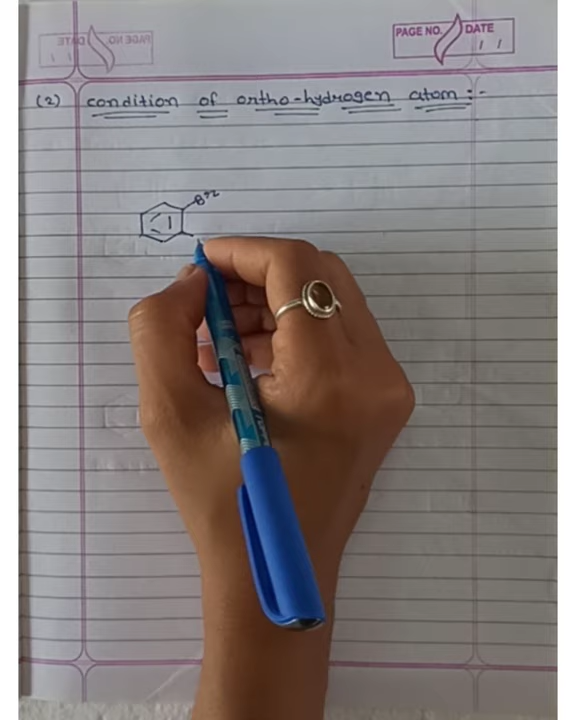 PAGE NO. DATE
/ /
(2) condition of ortho-hydrogen atom :-
Br